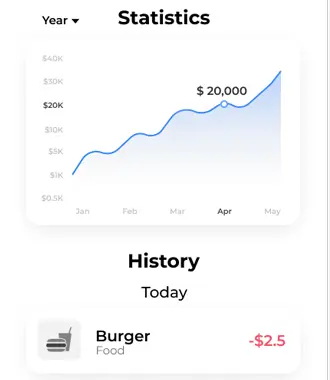 Year Statistics
$40K
$30K
$ 20,000
$20K
$10K
$5K
$1K
$0.5K
Jan Feb Mar Apr May
History
Today
Burger
Food
-$2.5